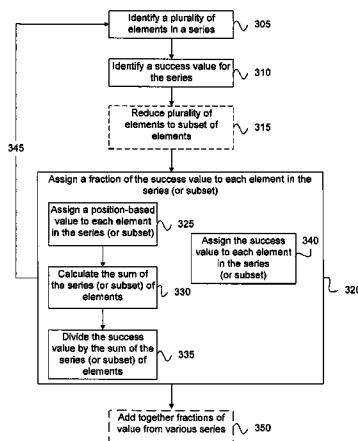 Identify a plurality of
elements in a series
305
Identify a success value for
the series
310
345
Reduce plurality of
elements to subset of
elements
315
Assign a fraction of the success value to each element in the
series (or subset)
Assign a position-based
value to each element
in the series (or subset)
325
Assign the success
value to each element
in the series
(or subset)
340
Calculate the sum of
the series (or subset) of
elements
330
320
Divide the success
value by the sum of the
series (or subset) of
elements
335
Add together fractions of
value from various series
350